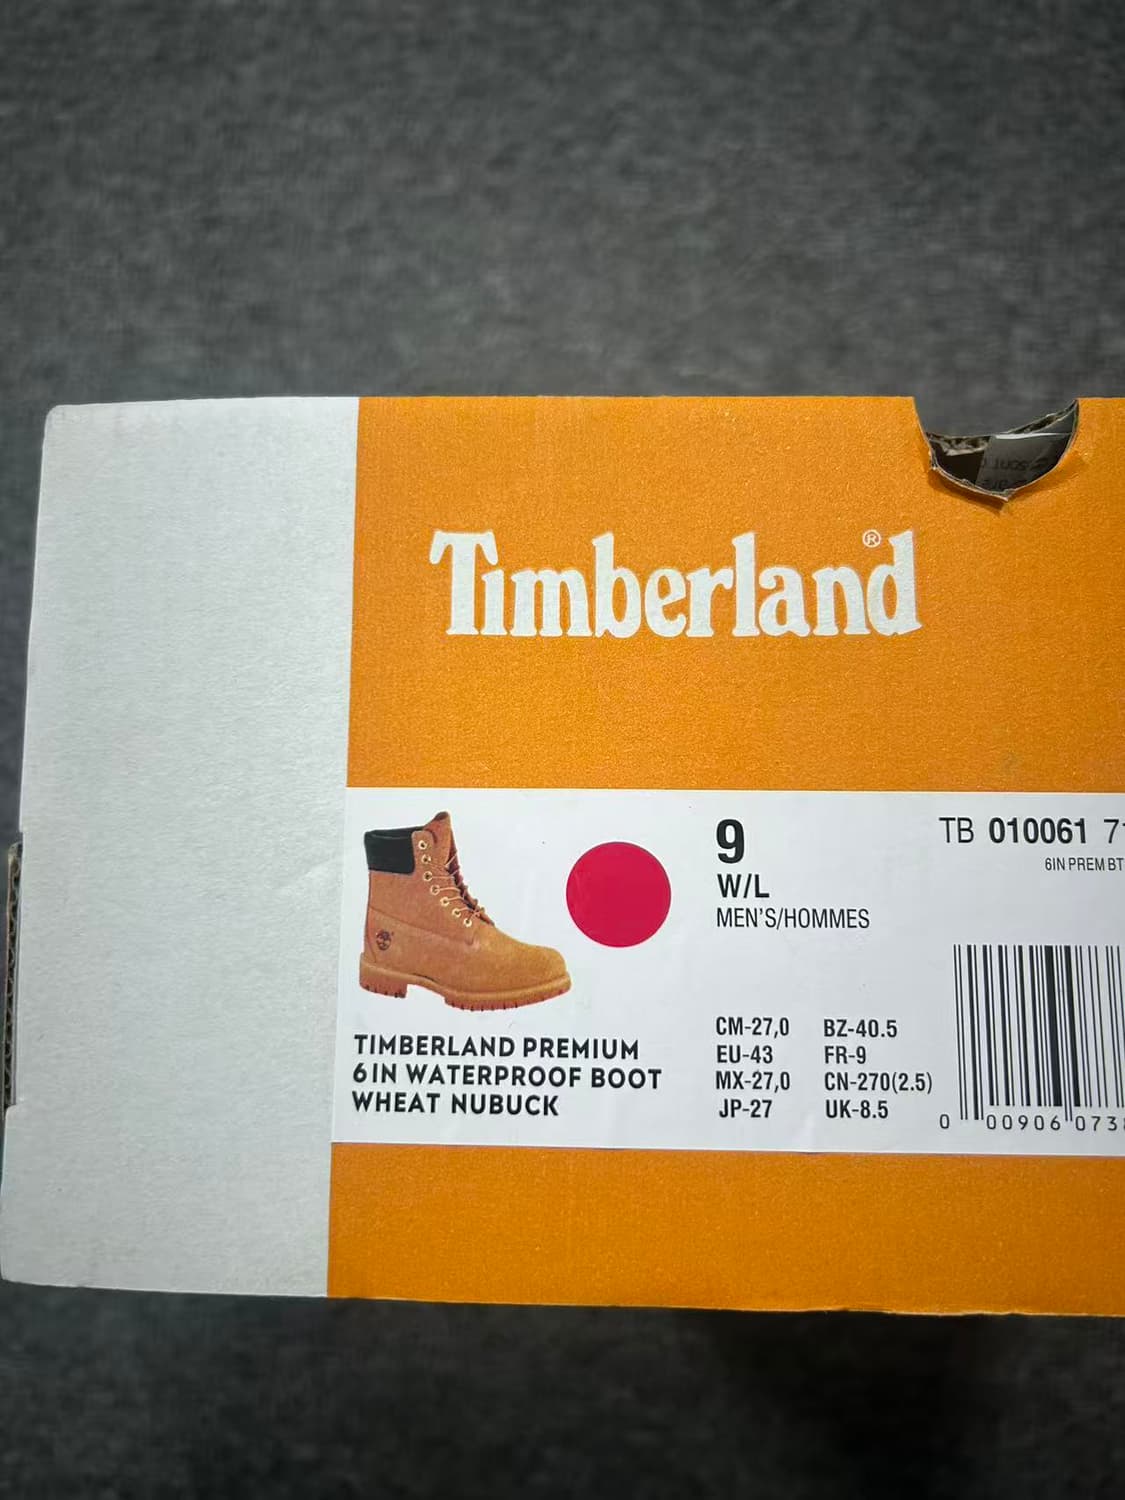 Timberland®
9
W/L
MEN'S/HOMMES
TB 010061
6IN PREM BT
TIMBERLAND PREMIUM
6IN WATERPROOF BOOT
WHEAT NUBUCK
CM-27,0 BZ-40.5
EU-43 FR-9
MX-27,0 CN-270(2.5)
JP-27 UK-8.5
0 00906 073